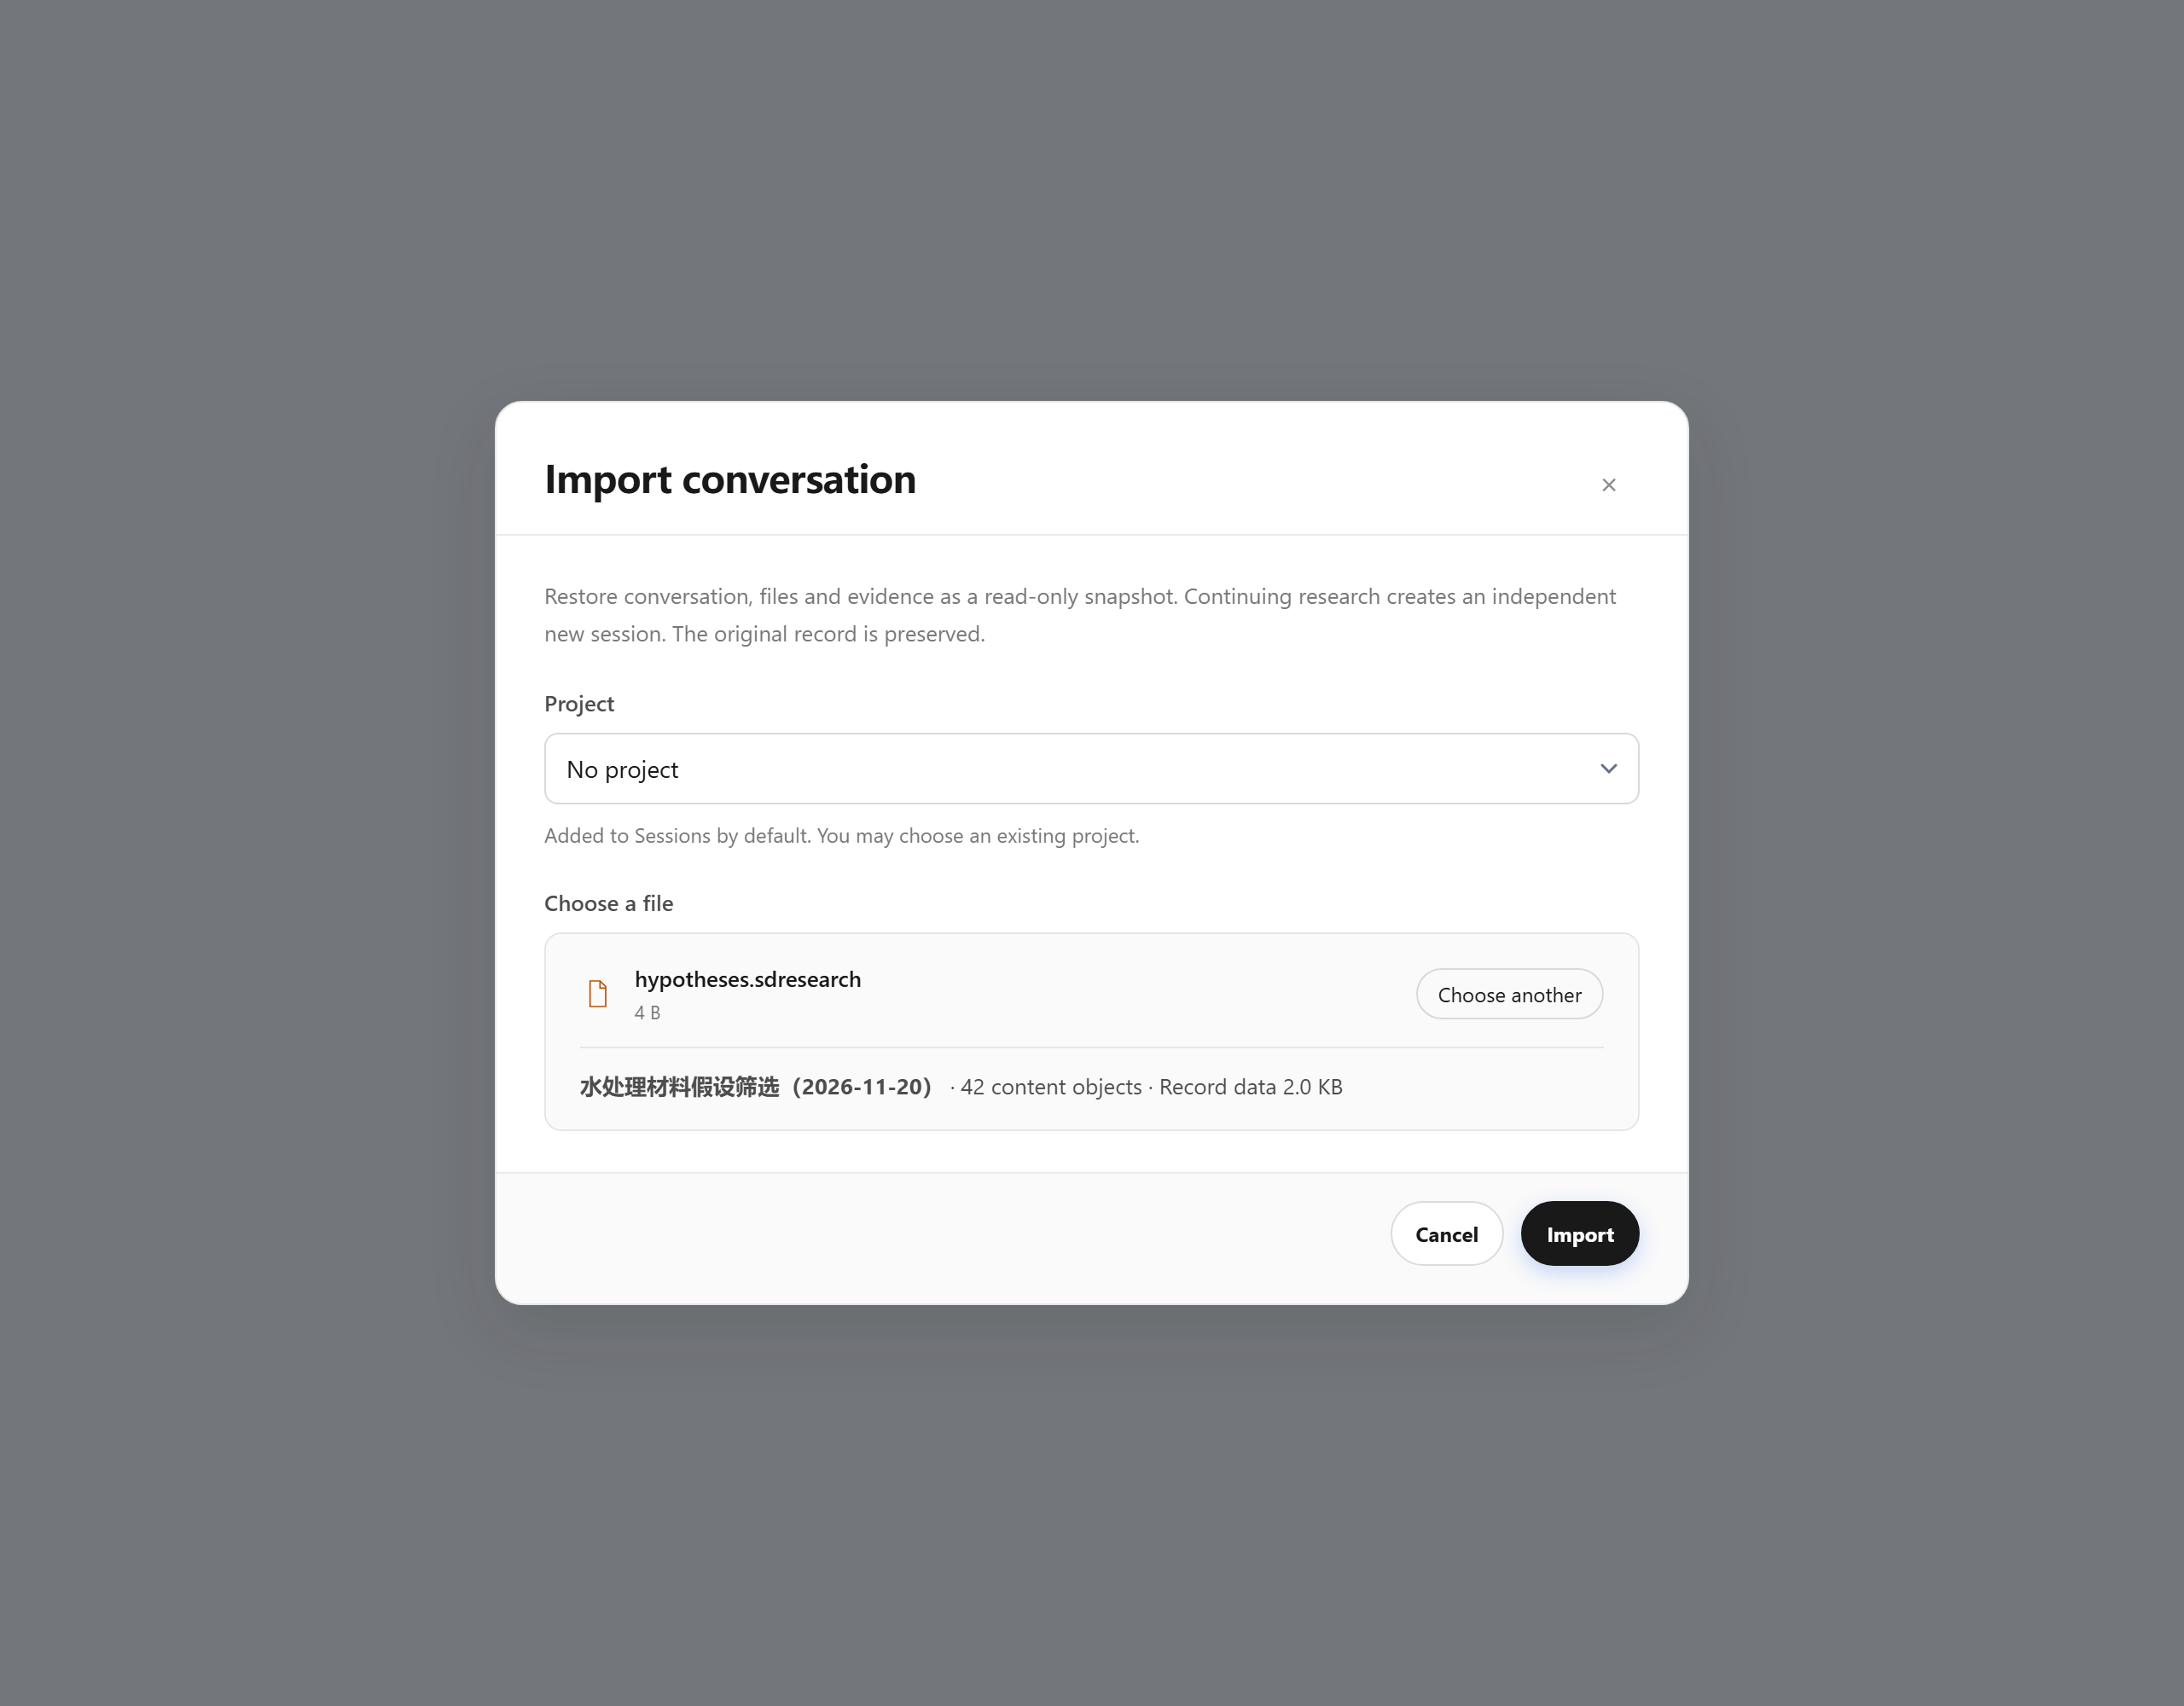 Import conversation
×
Restore conversation, files and evidence as a read-only snapshot. Continuing research creates an independent
new session. The original record is preserved.
Project
No project
Added to Sessions by default. You may choose an existing project.
Choose a file
hypotheses.sdresearch
4 B
Choose another
水处理材料假设筛选（2026-11-20） · 42 content objects · Record data 2.0 KB
Cancel
Import